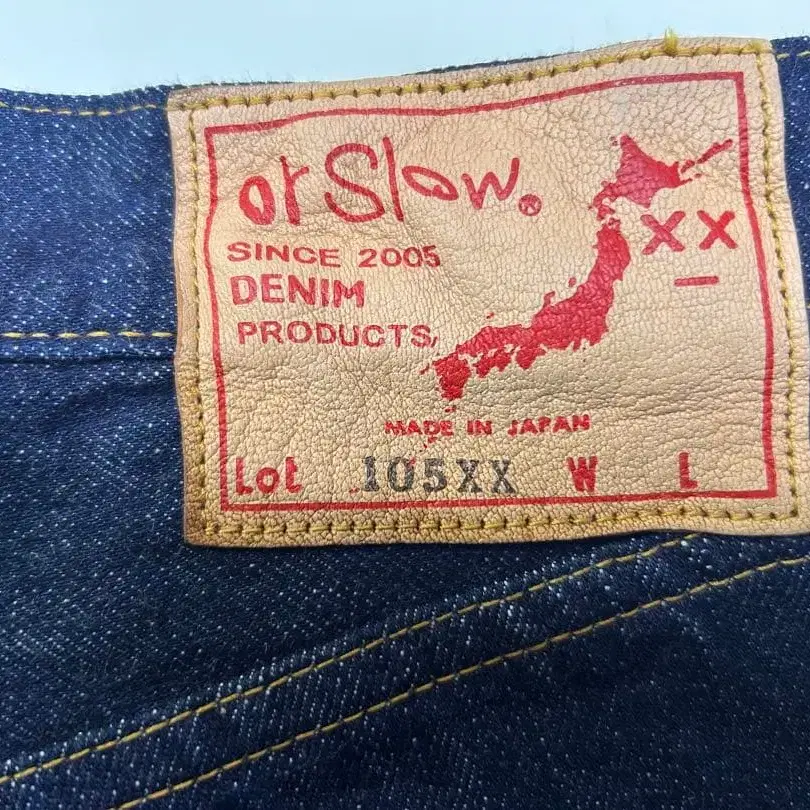 orSlow®
XX
SINCE 2005
DENIM
PRODUCTS,
MADE IN JAPAN
Lot 105XX W L